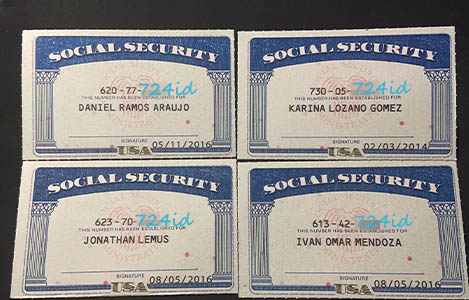 SOCIAL SECURITY
620-77-724id
THIS NUMBER HAS BEEN ESTABLISHED FOR
DANIEL RAMOS ARAUJO
SIGNATURE
USA 05/11/2016
SOCIAL SECURITY
730-05-724id
THIS NUMBER HAS BEEN ESTABLISHED FOR
KARINA LOZANO GOMEZ
SIGNATURE
USA 02/03/2014
SOCIAL SECURITY
623-70-724id
THIS NUMBER HAS BEEN ESTABLISHED FOR
JONATHAN LEMUS
SIGNATURE
USA 08/05/2016
SOCIAL SECURITY
613-42-724id
THIS NUMBER HAS BEEN ESTABLISHED FOR
IVAN OMAR MENDOZA
SIGNATURE
USA 08/05/2016